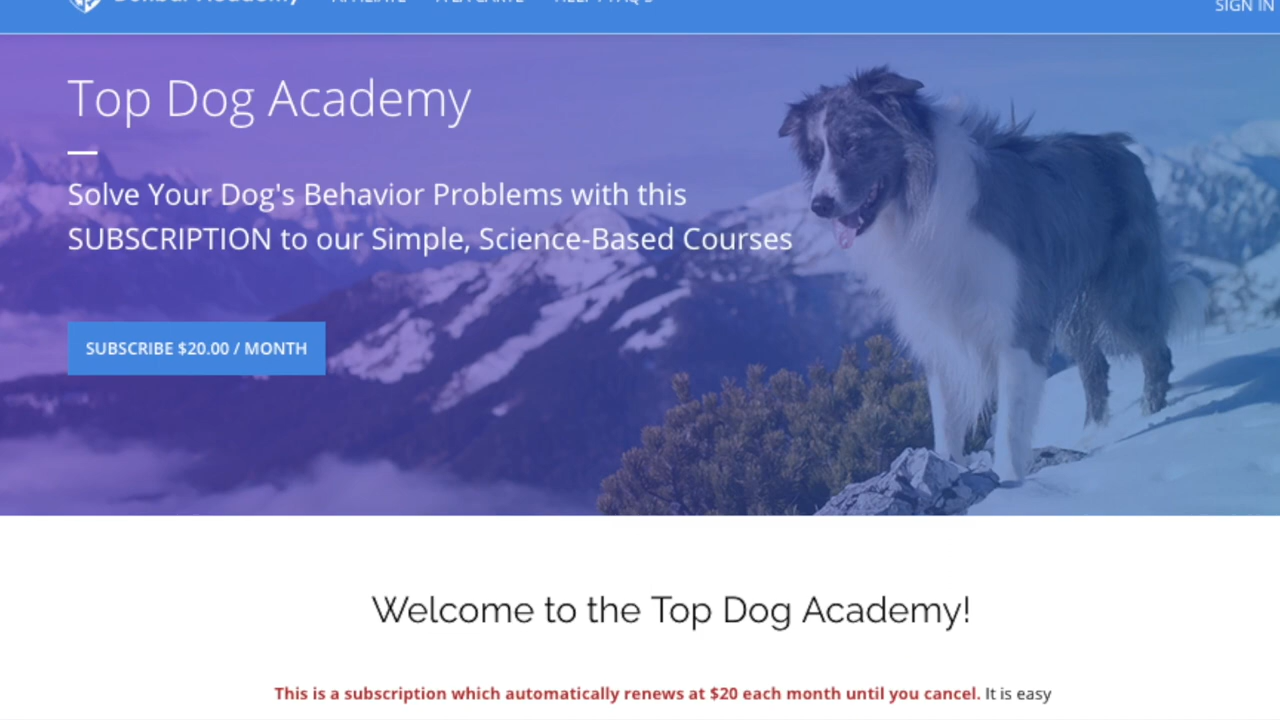 SIGN IN
Top Dog Academy
Solve Your Dog's Behavior Problems with this
SUBSCRIPTION to our Simple, Science-Based Courses
SUBSCRIBE $20.00 / MONTH
Welcome to the Top Dog Academy!
This is a subscription which automatically renews at $20 each month until you cancel. It is easy